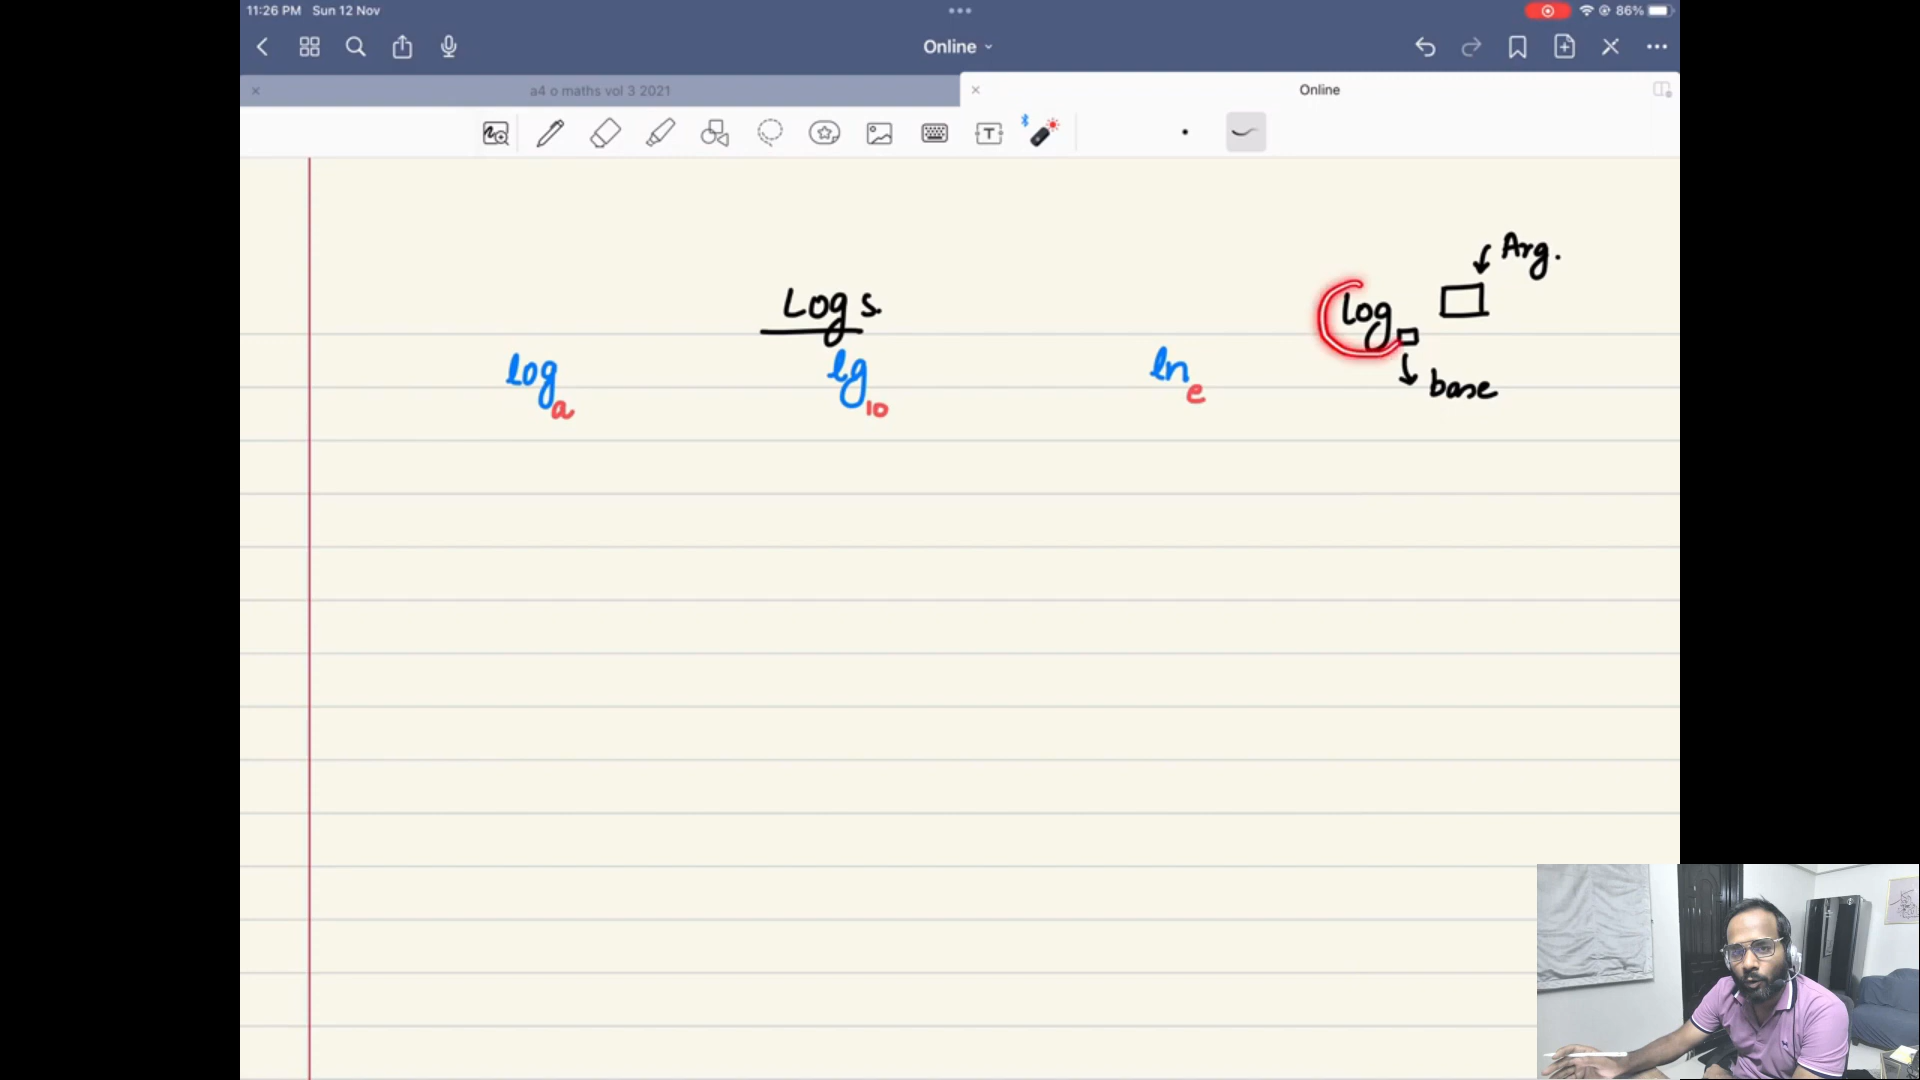 11:26 PM Sun 12 Nov
86%
Online
a4 o maths vol 3 2021
Online
T
Arg.
Logs.
log
base
log a
lg 10
ln e